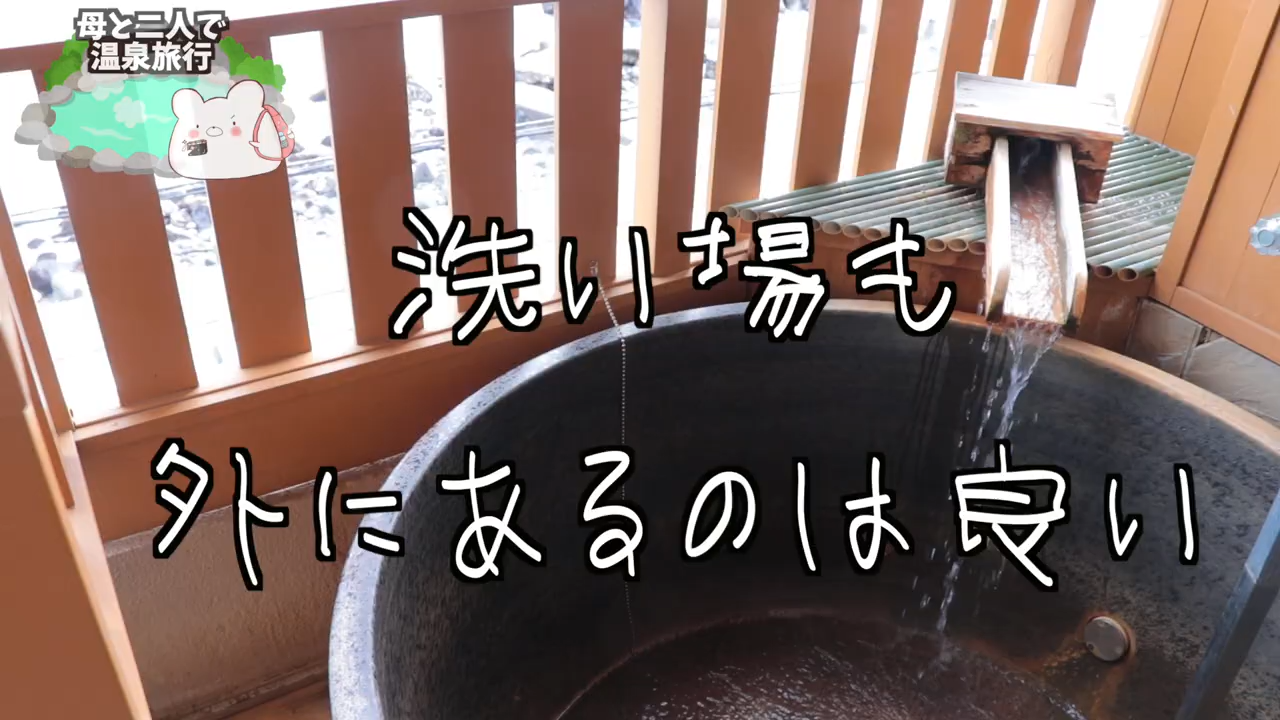 母と二人で
温泉旅行
洗い場も
外にあるのは良い